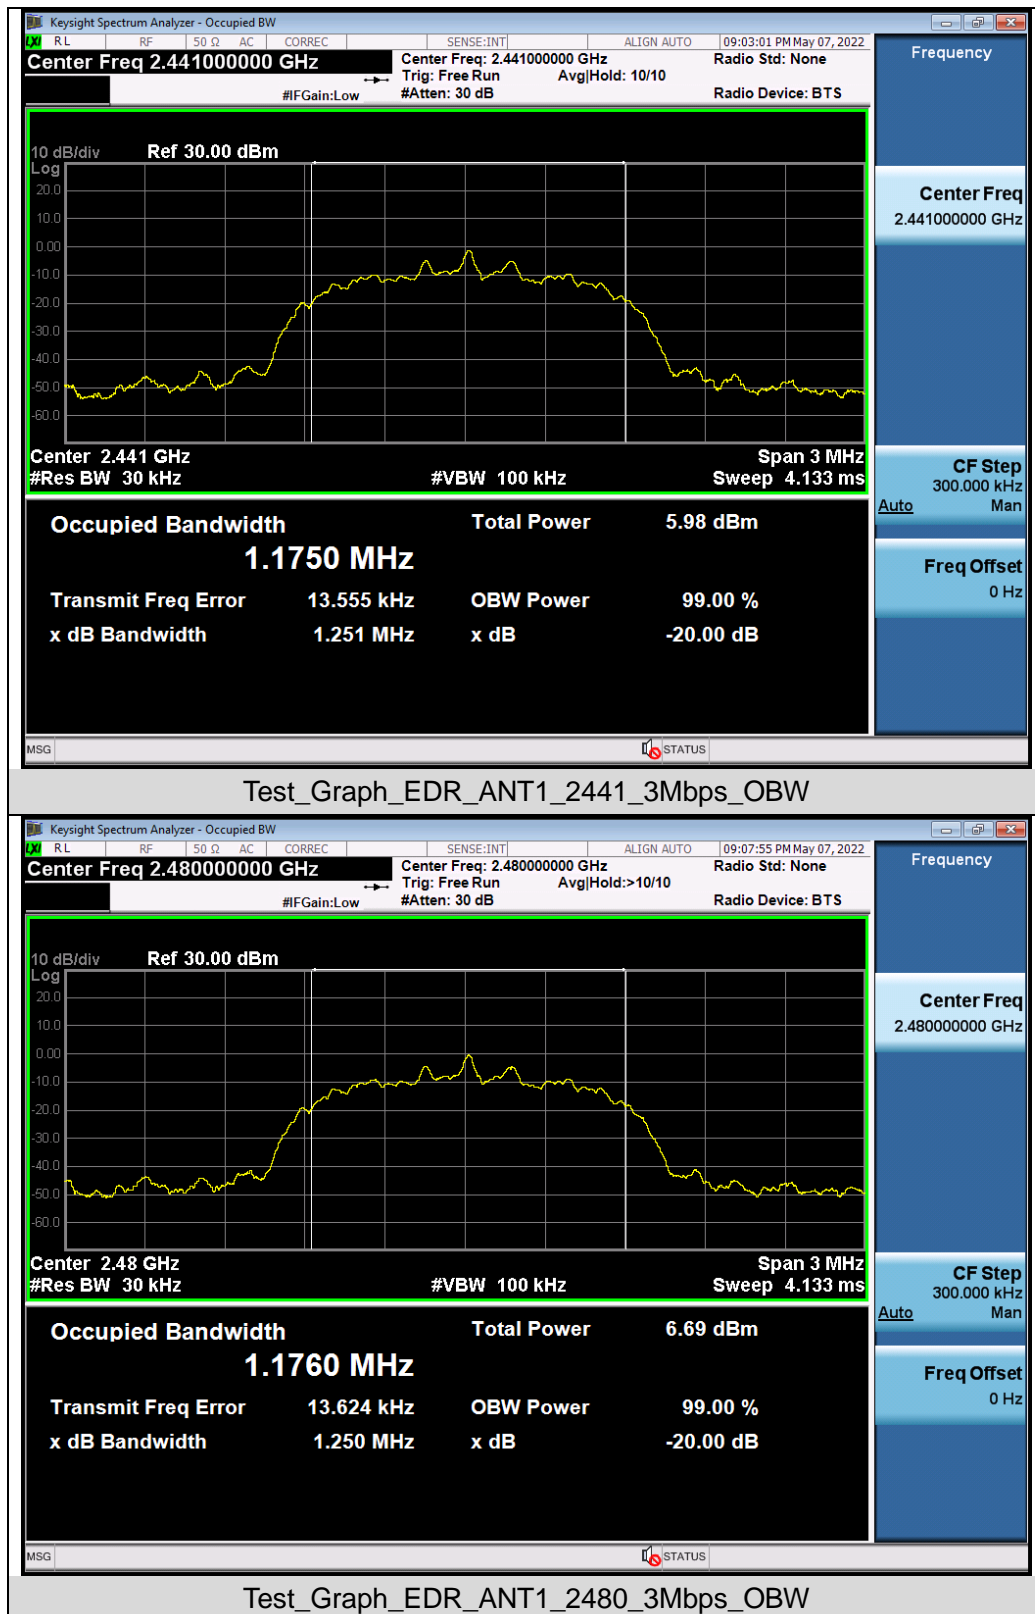 Keysight Spectrum Analyzer - Occupied BW
LXI RL RF 50 Ω AC CORREC SENSE:INT ALIGN AUTO 09:03:01 PM May 07, 2022
Center Freq 2.441000000 GHz
Center Freq: 2.441000000 GHz
Radio Std: None
Trig: Free Run Avg|Hold: 10/10
#IFGain:Low
#Atten: 30 dB
Radio Device: BTS
Frequency
10 dB/div Ref 30.00 dBm
Log
20.0
10.0
0.00
-10.0
-20.0
-30.0
-40.0
-50.0
-60.0
Center 2.441 GHz
Span 3 MHz
#Res BW 30 kHz
#VBW 100 kHz
Sweep 4.133 ms
Center Freq
2.441000000 GHz
CF Step
300.000 kHz
Auto Man
Freq Offset
0 Hz
Occupied Bandwidth
Total Power 5.98 dBm
1.1750 MHz
Transmit Freq Error 13.555 kHz OBW Power 99.00 %
x dB Bandwidth 1.251 MHz x dB -20.00 dB
MSG STATUS
Test_Graph_EDR_ANT1_2441_3Mbps_OBW
Keysight Spectrum Analyzer - Occupied BW
LXI RL RF 50 Ω AC CORREC SENSE:INT ALIGN AUTO 09:07:55 PM May 07, 2022
Center Freq 2.480000000 GHz
Center Freq: 2.480000000 GHz
Radio Std: None
Trig: Free Run Avg|Hold:>10/10
#IFGain:Low
#Atten: 30 dB
Radio Device: BTS
Frequency
10 dB/div Ref 30.00 dBm
Log
20.0
10.0
0.00
-10.0
-20.0
-30.0
-40.0
-50.0
-60.0
Center 2.48 GHz
Span 3 MHz
#Res BW 30 kHz
#VBW 100 kHz
Sweep 4.133 ms
Center Freq
2.480000000 GHz
CF Step
300.000 kHz
Auto Man
Freq Offset
0 Hz
Occupied Bandwidth
Total Power 6.69 dBm
1.1760 MHz
Transmit Freq Error 13.624 kHz OBW Power 99.00 %
x dB Bandwidth 1.250 MHz x dB -20.00 dB
MSG STATUS
Test_Graph_EDR_ANT1_2480_3Mbps_OBW